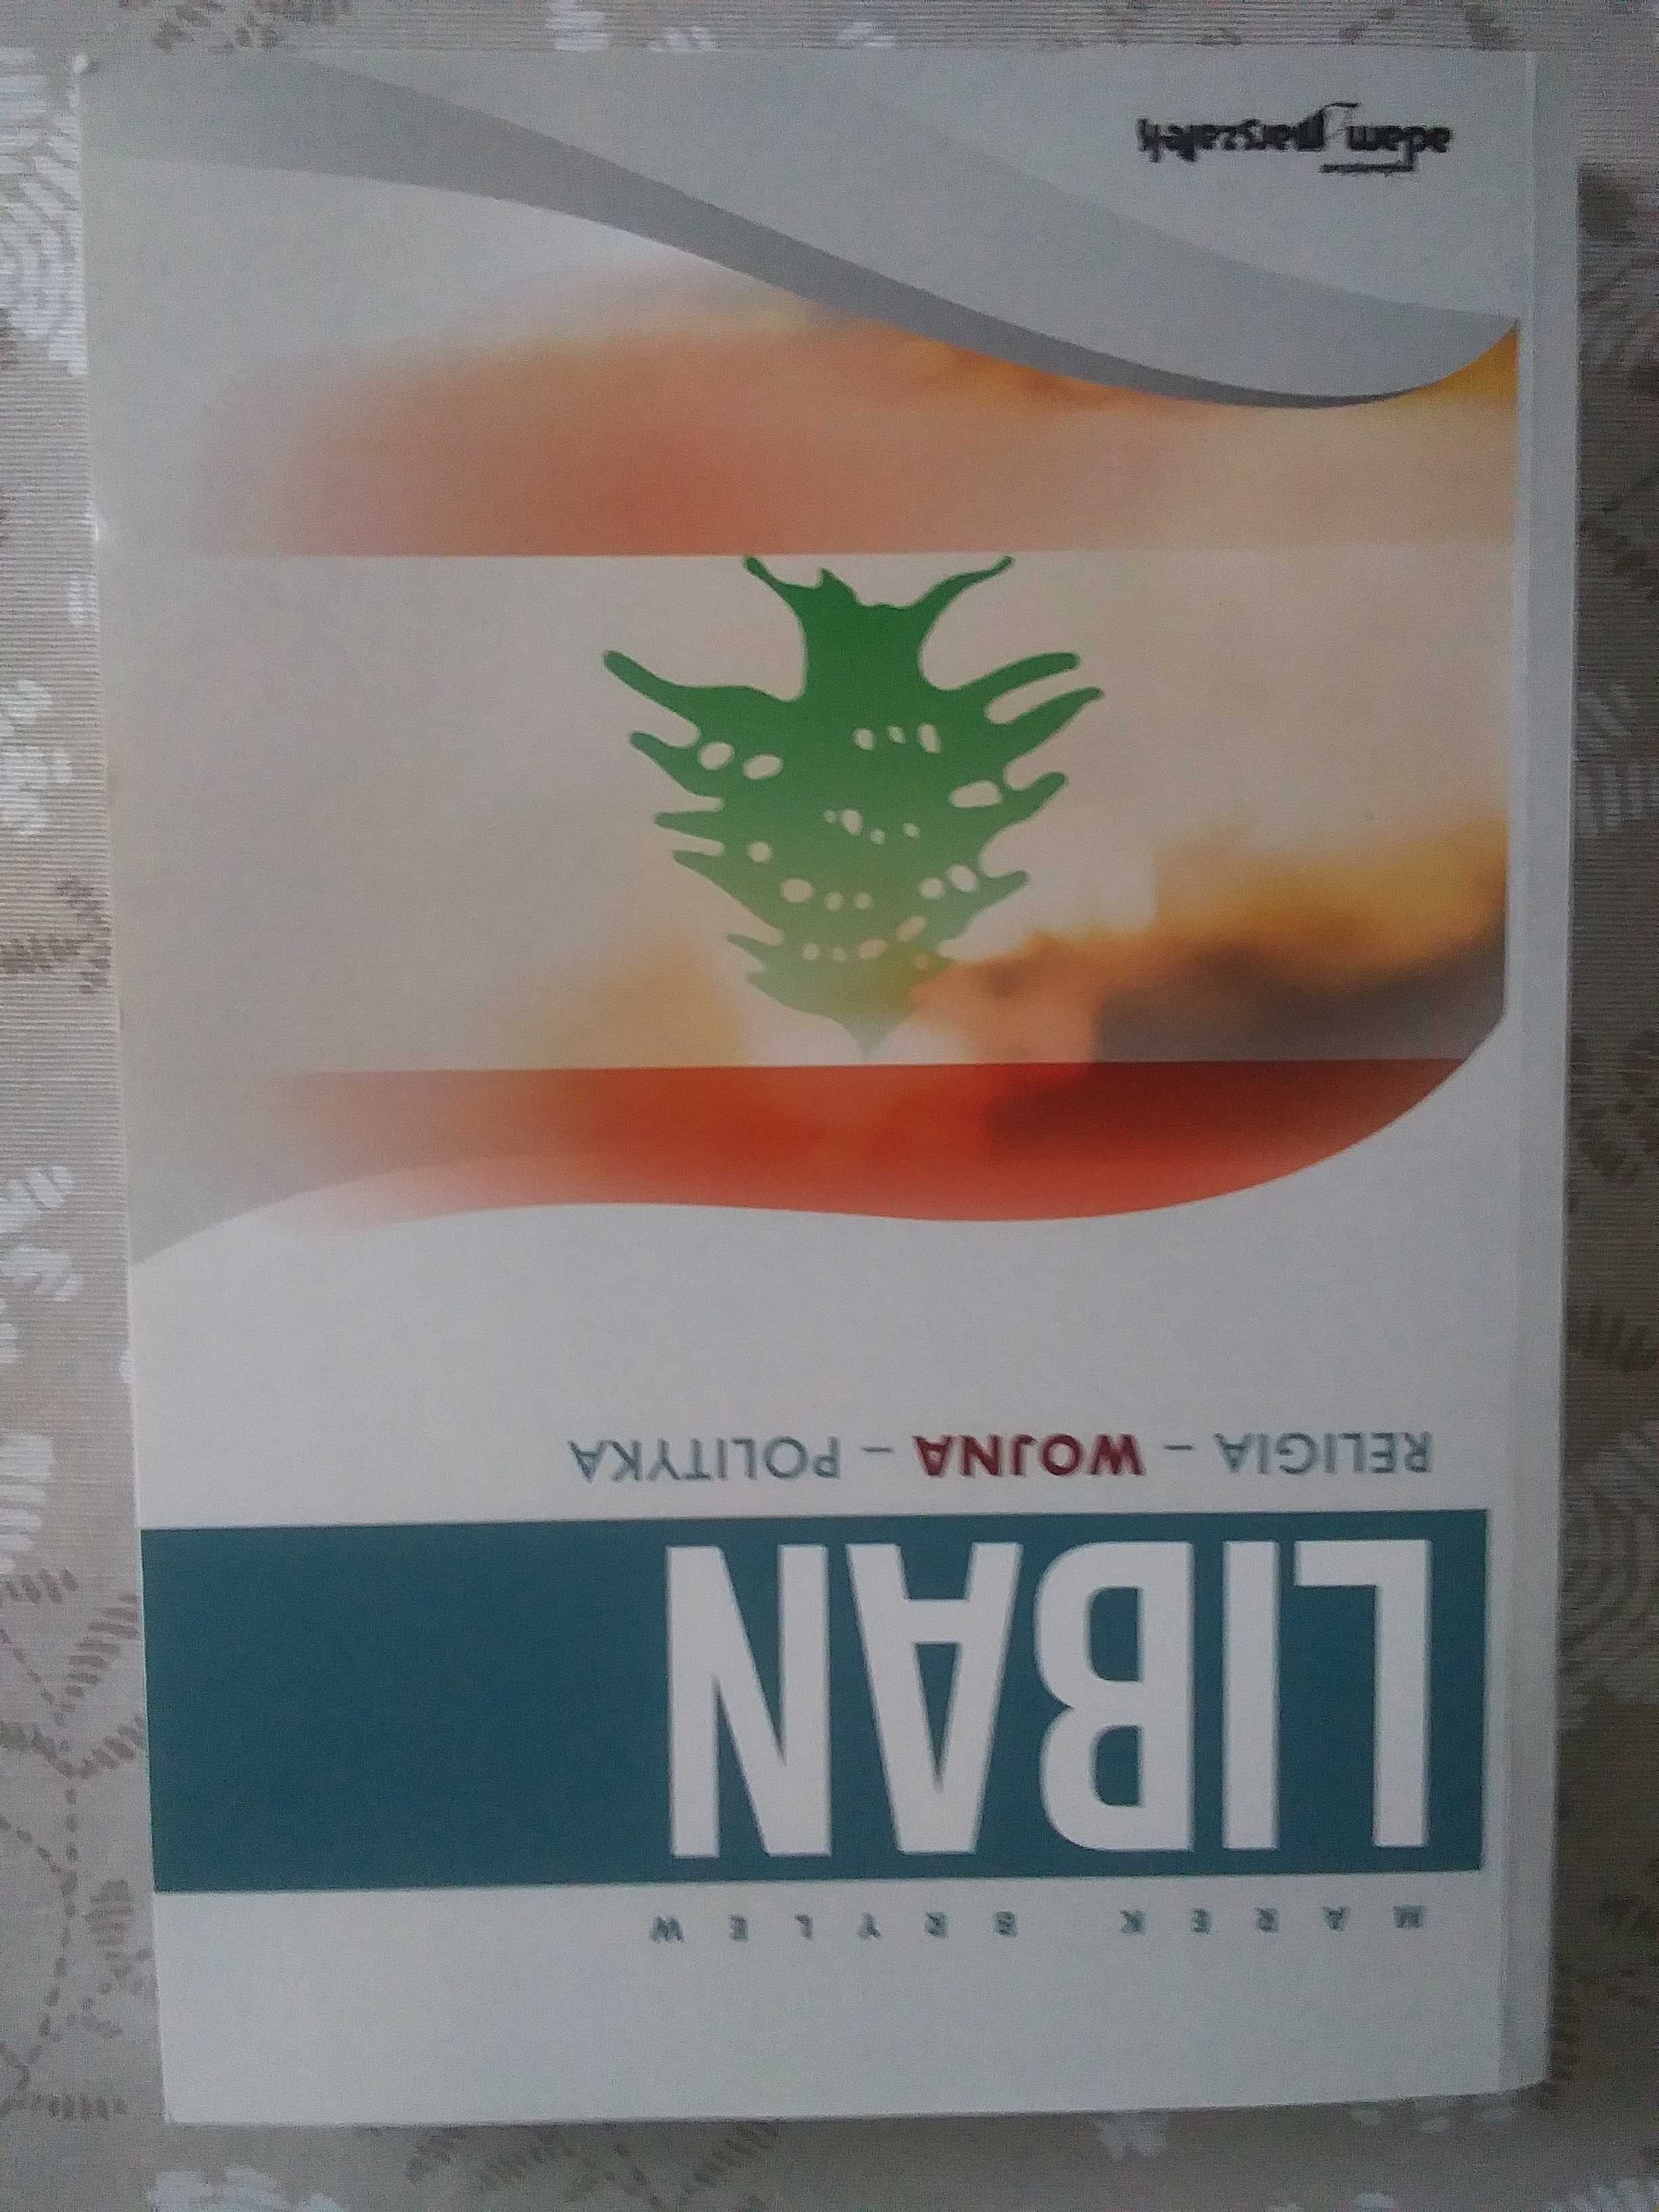 MAREK BRYLEW
LIBAN
RELIGIA – WOJNA – POLITYKA
adam marszałek